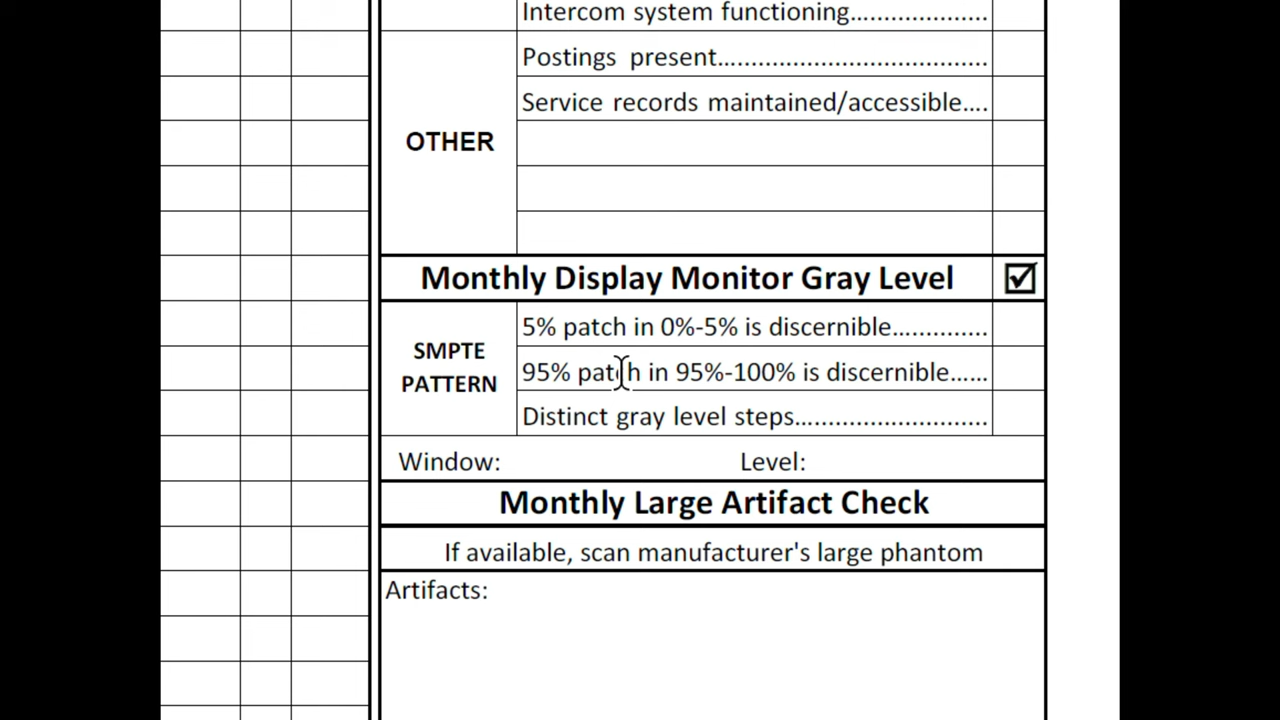 Intercom system functioning.....................
Postings present..........................................
OTHER
Service records maintained/accessible....
Monthly Display Monitor Gray Level
SMPTE
PATTERN
5% patch in 0%-5% is discernible..............
95% patch in 95%-100% is discernible......
Distinct gray level steps.............................
Window: Level:
Monthly Large Artifact Check
If available, scan manufacturer's large phantom
Artifacts: